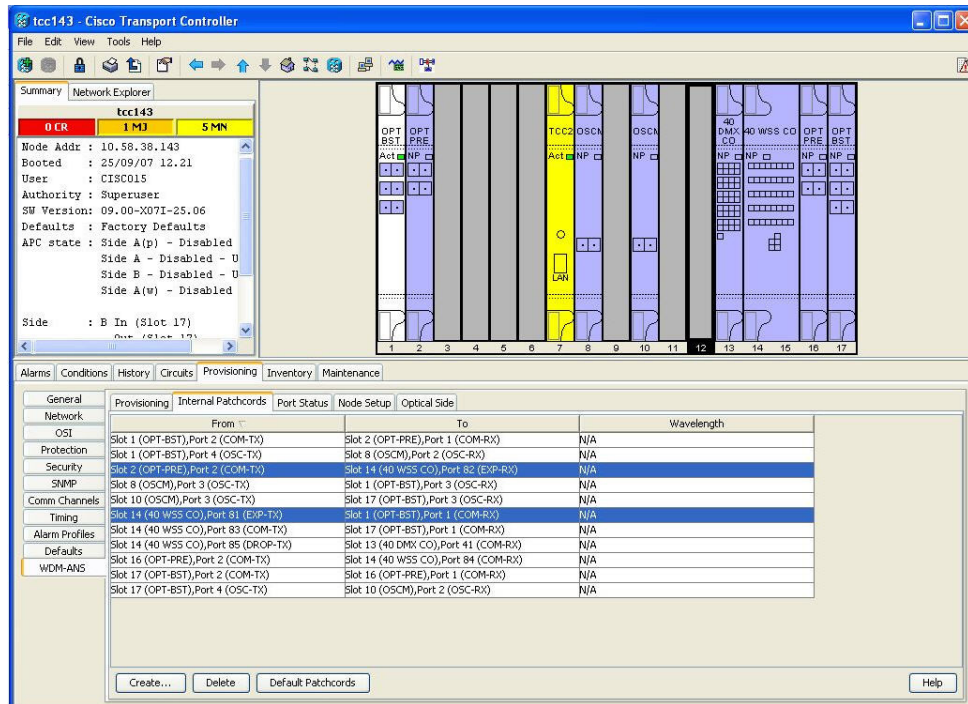 tcc143 - Cisco Transport Controller
File Edit View Tools Help
Summary Network Explorer
tcc143
0 CR 1 MJ 5 MN
Node Addr : 10.58.38.143
Booted : 25/09/07 12.21
User : CISCO15
Authority : Superuser
SW Version: 09.00-X07I-25.06
Defaults : Factory Defaults
APC state : Side A(p) - Disabled
Side A - Disabled - U
Side B - Disabled - U
Side A(w) - Disabled
Side : B In (Slot 17)
Out (Slot 17)
OPT BST OPT PRE TCC2 OSCM OSCM 40 DMX CO 40 WSS CO OPT PRE OPT BST
Act NP Act NP NP NP NP NP NP
LAN
1 2 3 4 5 6 7 8 9 10 11 12 13 14 15 16 17
Alarms Conditions History Circuits Provisioning Inventory Maintenance
General
Network
OSI
Protection
Security
SNMP
Comm Channels
Timing
Alarm Profiles
Defaults
WDM-ANS
Provisioning Internal Patchcords Port Status Node Setup Optical Side
From To Wavelength
Slot 1 (OPT-BST),Port 2 (COM-TX) Slot 2 (OPT-PRE),Port 1 (COM-RX) N/A
Slot 1 (OPT-BST),Port 4 (OSC-TX) Slot 8 (OSCM),Port 2 (OSC-RX) N/A
Slot 2 (OPT-PRE),Port 2 (COM-TX) Slot 14 (40 WSS CO),Port 82 (EXP-RX) N/A
Slot 8 (OSCM),Port 3 (OSC-TX) Slot 1 (OPT-BST),Port 3 (OSC-RX) N/A
Slot 10 (OSCM),Port 3 (OSC-TX) Slot 17 (OPT-BST),Port 3 (OSC-RX) N/A
Slot 14 (40 WSS CO),Port 81 (EXP-TX) Slot 1 (OPT-BST),Port 1 (COM-RX) N/A
Slot 14 (40 WSS CO),Port 83 (COM-TX) Slot 17 (OPT-BST),Port 1 (COM-RX) N/A
Slot 14 (40 WSS CO),Port 85 (DROP-TX) Slot 13 (40 DMX CO),Port 41 (COM-RX) N/A
Slot 16 (OPT-PRE),Port 2 (COM-TX) Slot 14 (40 WSS CO),Port 84 (COM-RX) N/A
Slot 17 (OPT-BST),Port 2 (COM-TX) Slot 16 (OPT-PRE),Port 1 (COM-RX) N/A
Slot 17 (OPT-BST),Port 4 (OSC-TX) Slot 10 (OSCM),Port 2 (OSC-RX) N/A
Create... Delete Default Patchcords Help